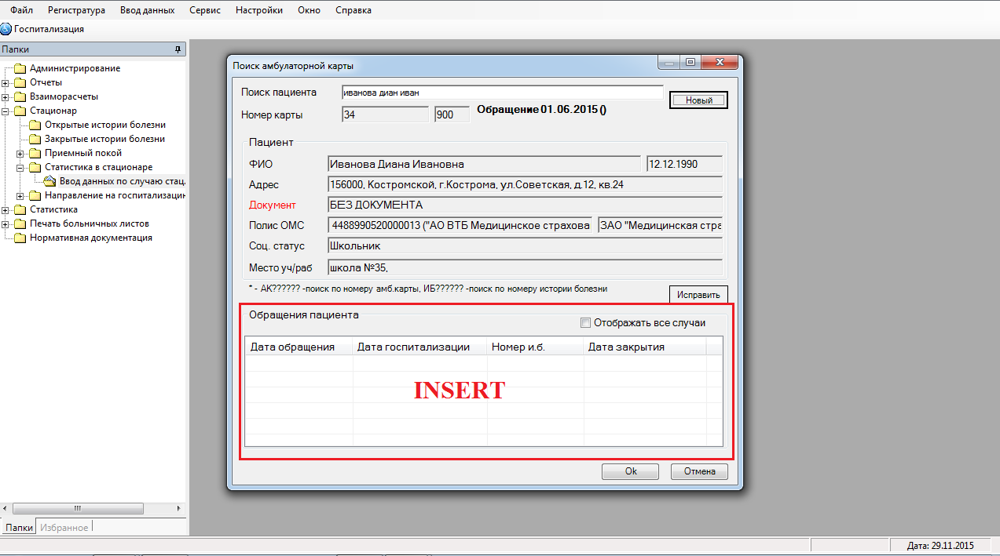 Файл Регистратура Ввод данных Сервис Настройки Окно Справка
Госпитализация
Папки
Администрирование
Отчеты
Взаиморасчеты
Стационар
Открытые истории болезни
Закрытые истории болезни
Приемный покой
Статистика в стационаре
Ввод данных по случаю стац.
Направление на госпитализацин
Статистика
Печать больничных листов
Нормативная документация
Папки Избранное
Поиск амбулаторной карты
Поиск пациента иванова диан иван Новый
Номер карты 34 900 Обращение 01.06.2015 ()
Пациент
ФИО Иванова Диана Ивановна 12.12.1990
Адрес 156000, Костромской, г.Кострома, ул.Советская, д.12, кв.24
Документ БЕЗ ДОКУМЕНТА
Полис ОМС 4488990520000013 ("АО ВТБ Медицинское страхова ЗАО "Медицинская стра
Соц. статус Школьник
Место уч/раб школа №35,
* - АК?????? -поиск по номеру амб.карты, ИБ?????? -поиск по номеру истории болезни
Исправить
Обращения пациента
Отображать все случаи
Дата обращения Дата госпитализации Номер и.б. Дата закрытия
INSERT
Ok Отмена
Дата: 29.11.2015